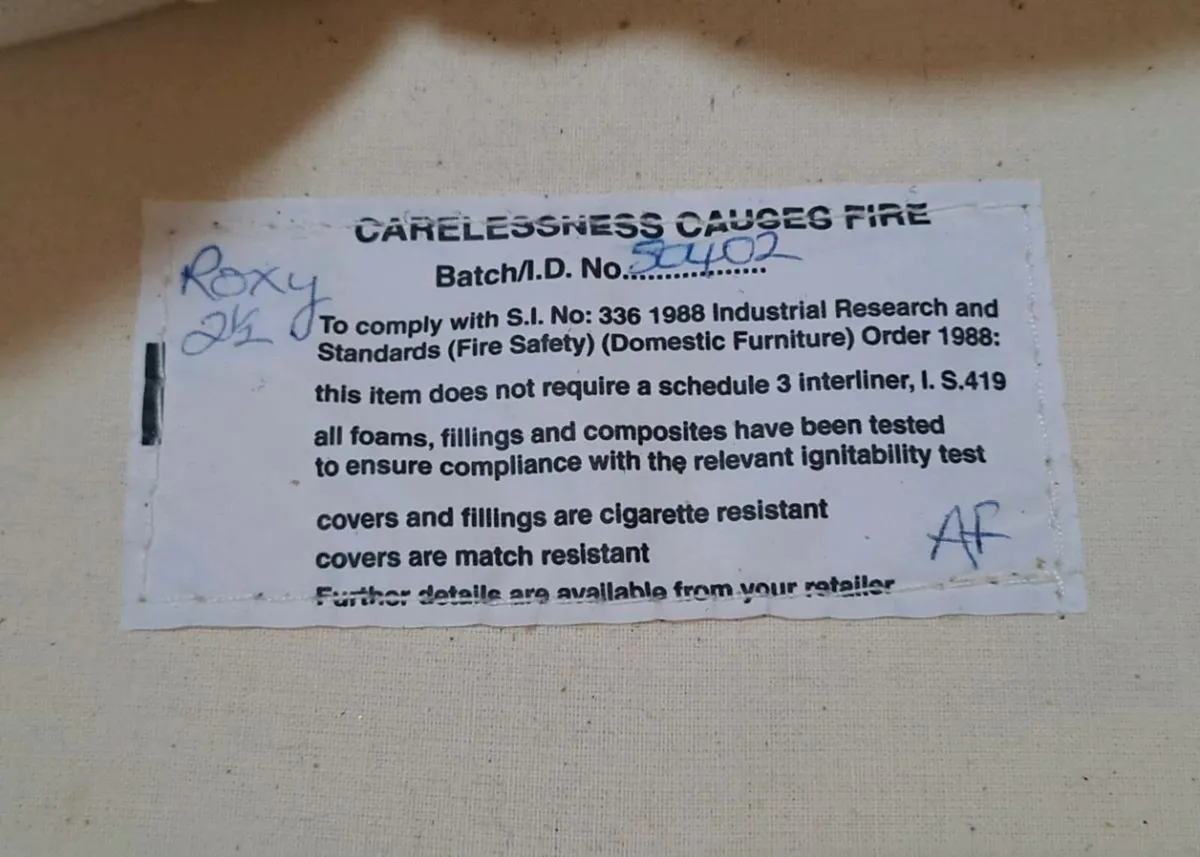 CARELESSNESS CAUSES FIRE
Batch/I.D. No.................. 50402
Roxy
2½
To comply with S.I. No: 336 1988 Industrial Research and
Standards (Fire Safety) (Domestic Furniture) Order 1988:
this item does not require a schedule 3 interliner, I. S.419
all foams, fillings and composites have been tested
to ensure compliance with the relevant ignitability test
covers and fillings are cigarette resistant
covers are match resistant
AF
Further details are available from your retailer